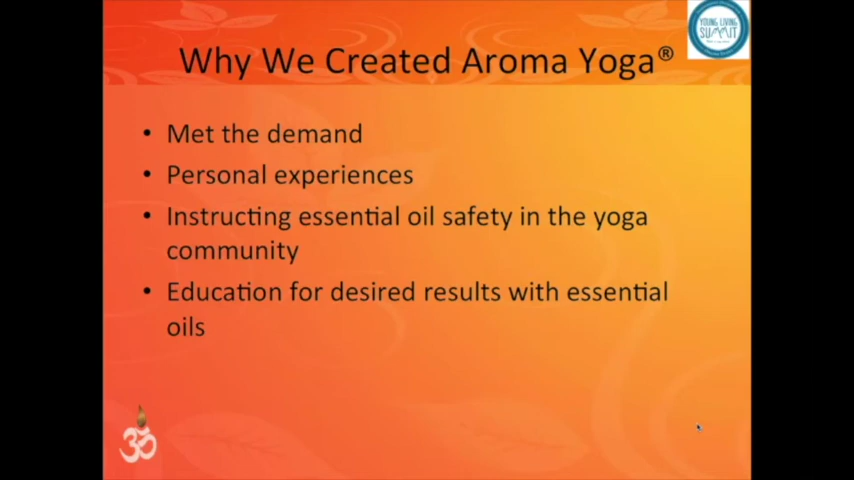 YOUNG LIVING
SUMMIT
Why We Created Aroma Yoga®
• Met the demand
• Personal experiences
• Instructing essential oil safety in the yoga
community
• Education for desired results with essential
oils
ॐ